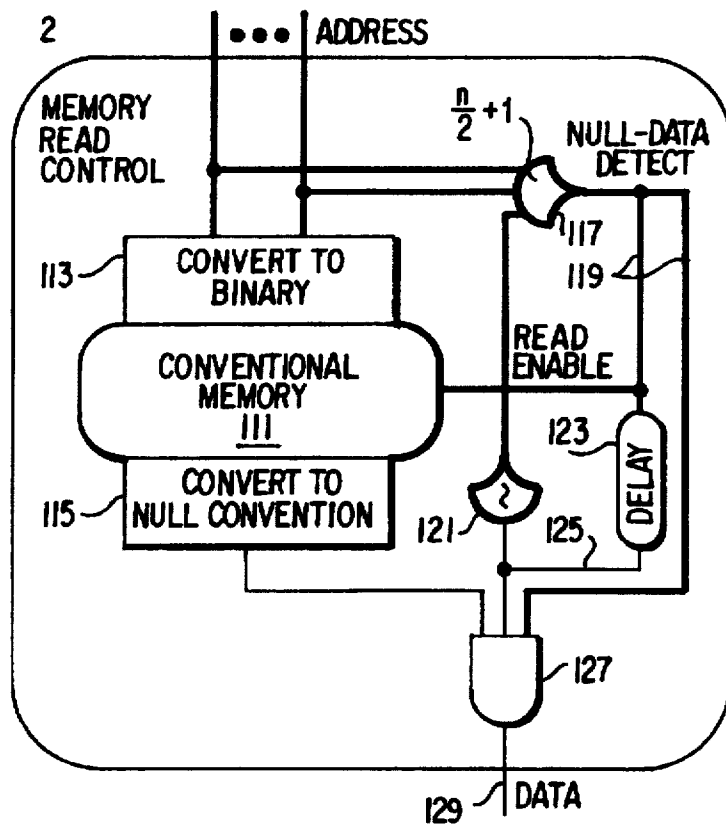 2
••• ADDRESS
MEMORY
READ
CONTROL
n/2 +1
NULL-DATA
DETECT
117
119
113
CONVERT TO
BINARY
READ
ENABLE
CONVENTIONAL
MEMORY
111
123
DELAY
115
CONVERT TO
NULL CONVENTION
121
~
125
127
129
DATA